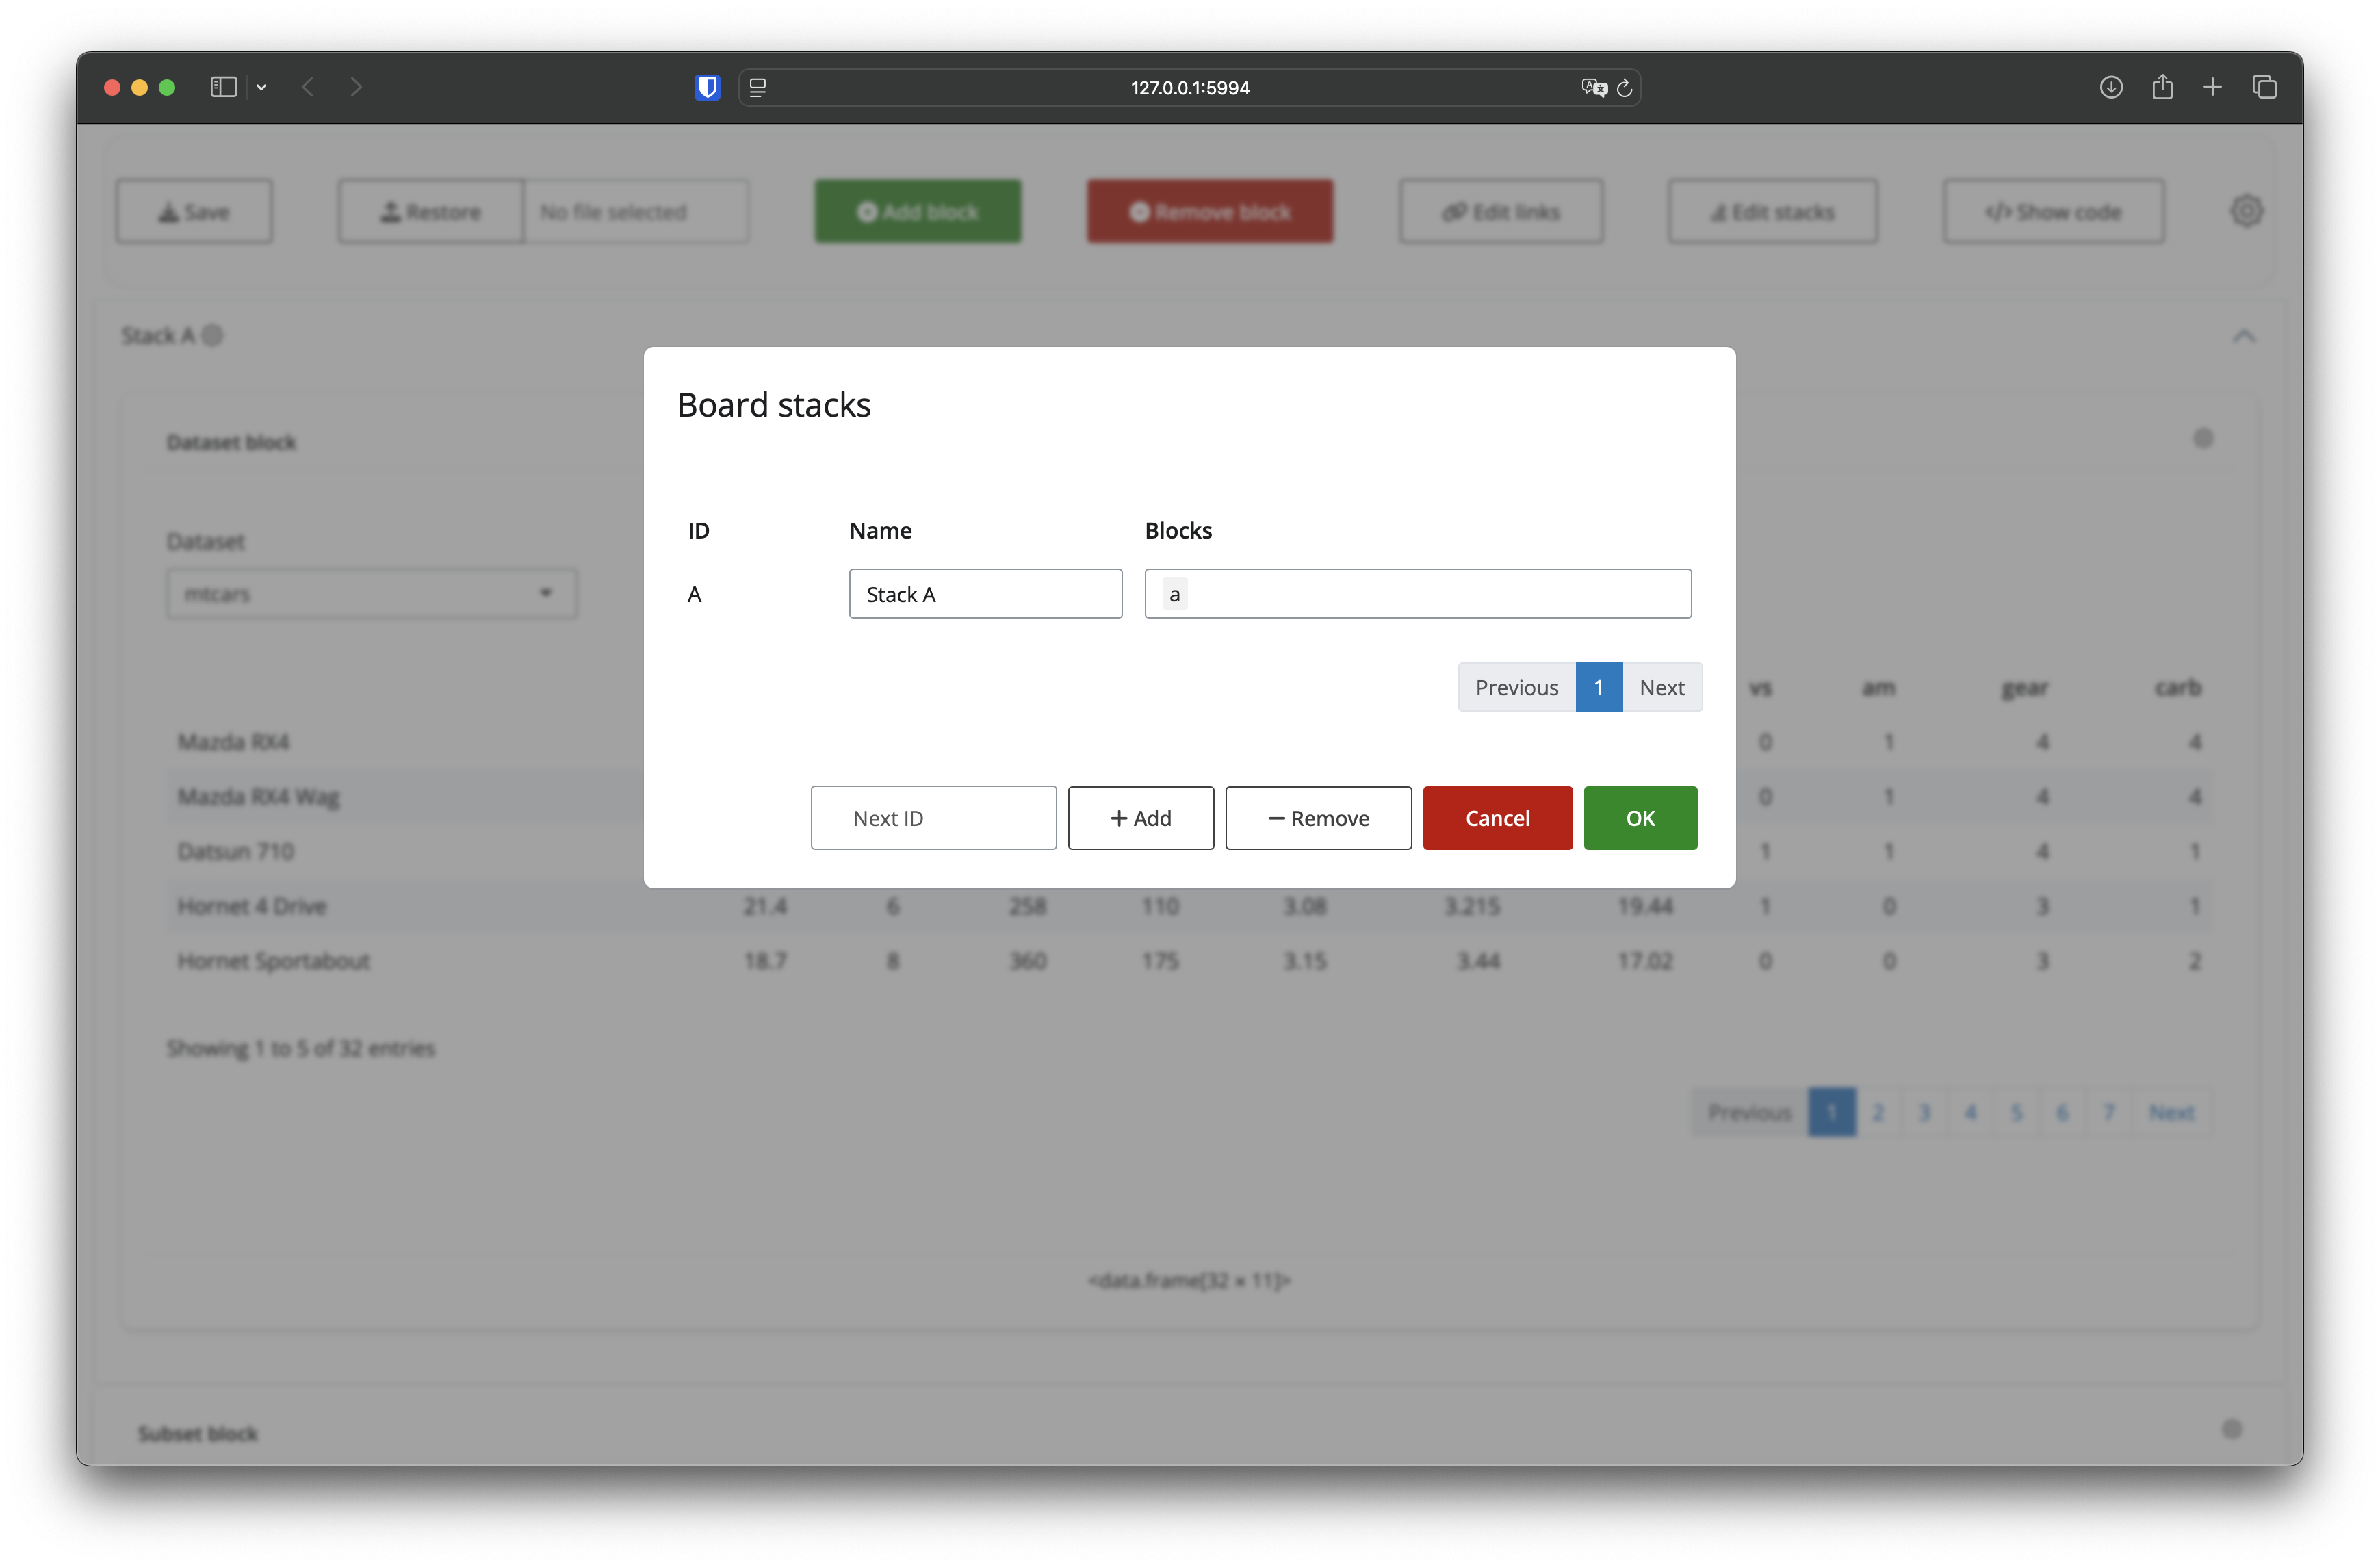 127.0.0.1:5994
Save
Restore No file selected
Add block
Remove block
Edit links
Edit stacks
</> Show code
Stack A
Dataset block
Dataset
mtcars
Board stacks
ID Name Blocks
A Stack A a
Previous 1 Next
Next ID + Add − Remove Cancel OK
vs am gear carb
Mazda RX4 0 1 4 4
Mazda RX4 Wag 0 1 4 4
Datsun 710 1 1 4 1
Hornet 4 Drive 21.4 6 258 110 3.08 3.215 19.44 1 0 3 1
Hornet Sportabout 18.7 8 360 175 3.15 3.44 17.02 0 0 3 2
Showing 1 to 5 of 32 entries
Previous 1 2 3 4 5 6 7 Next
<data.frame[32 × 11]>
Subset block